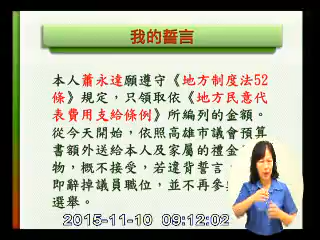 我的誓言
本人蕭永達願遵守《地方制度法52
條》規定，只領取依《地方民意代
表費用支給條例》所編列的金額。
從今天開始，依照高雄市議會預算
書額外送給本人及家屬的禮金
物，概不接受，若違背誓言
即辭掉議員職位，並不再參
選舉。
2015-11-10 09:12:02